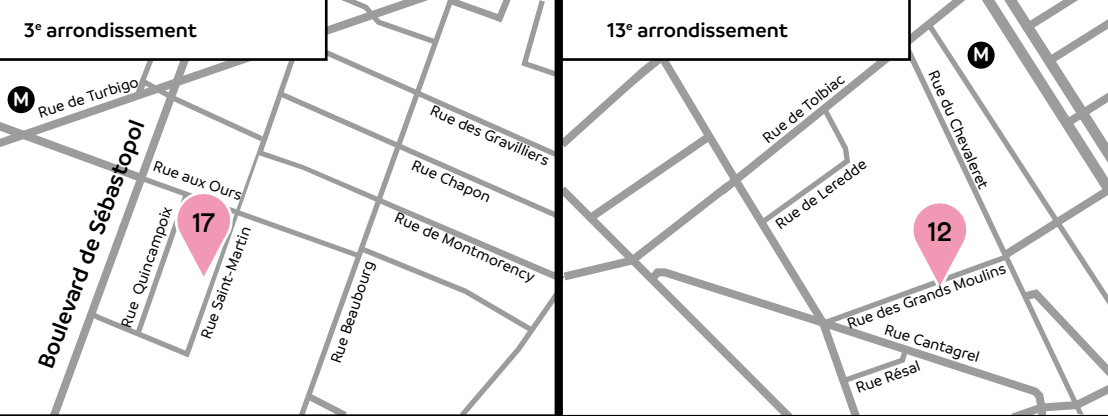 3e arrondissement
M
Rue de Turbigo
Boulevard de Sébastopol
Rue aux Ours
17
Rue Quincampoix
Rue Saint-Martin
Rue Beaubourg
Rue des Gravilliers
Rue Chapon
Rue de Montmorency
13e arrondissement
M
Rue de Tolbiac
Rue du Chevaleret
Rue de Leredde
12
Rue des Grands Moulins
Rue Cantagrel
Rue Résal